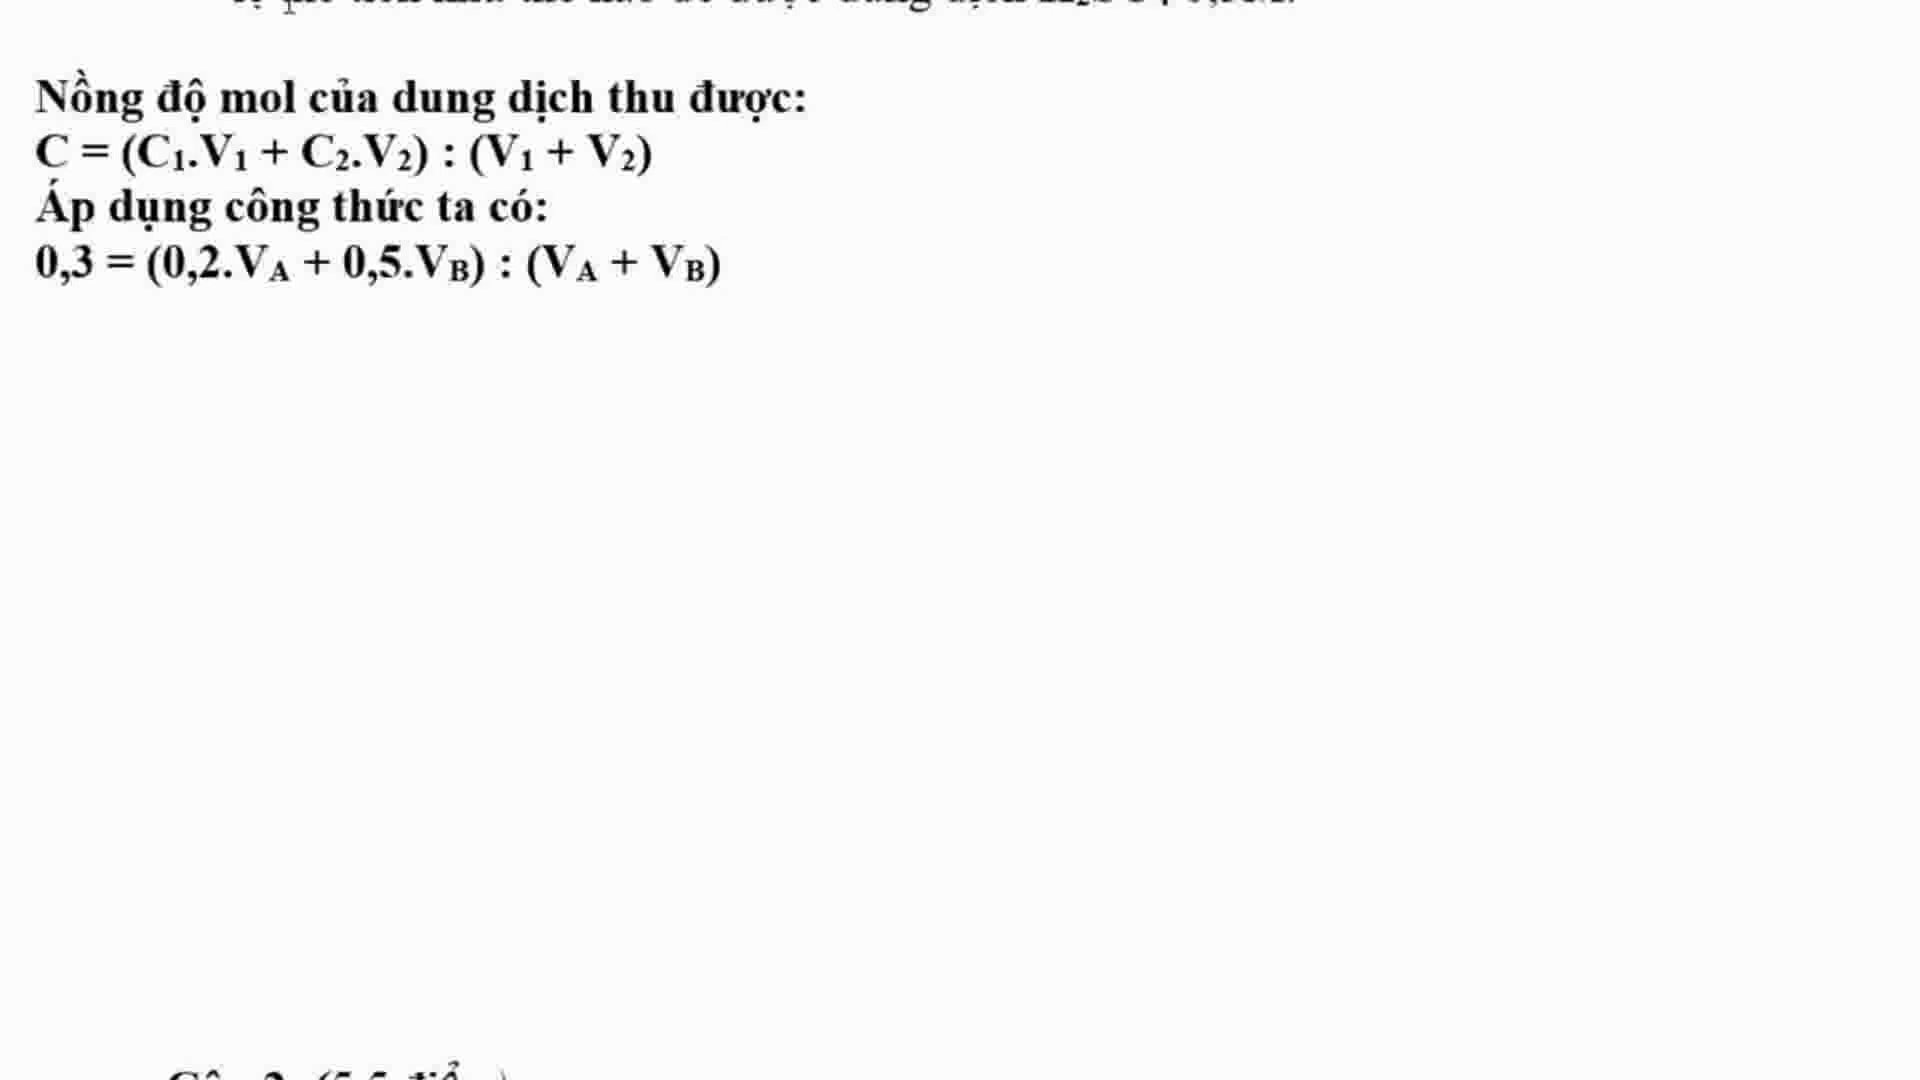 Nồng độ mol của dung dịch thu được:
C = (C₁.V₁ + C₂.V₂) : (V₁ + V₂)
Áp dụng công thức ta có:
0,3 = (0,2.V_A + 0,5.V_B) : (V_A + V_B)